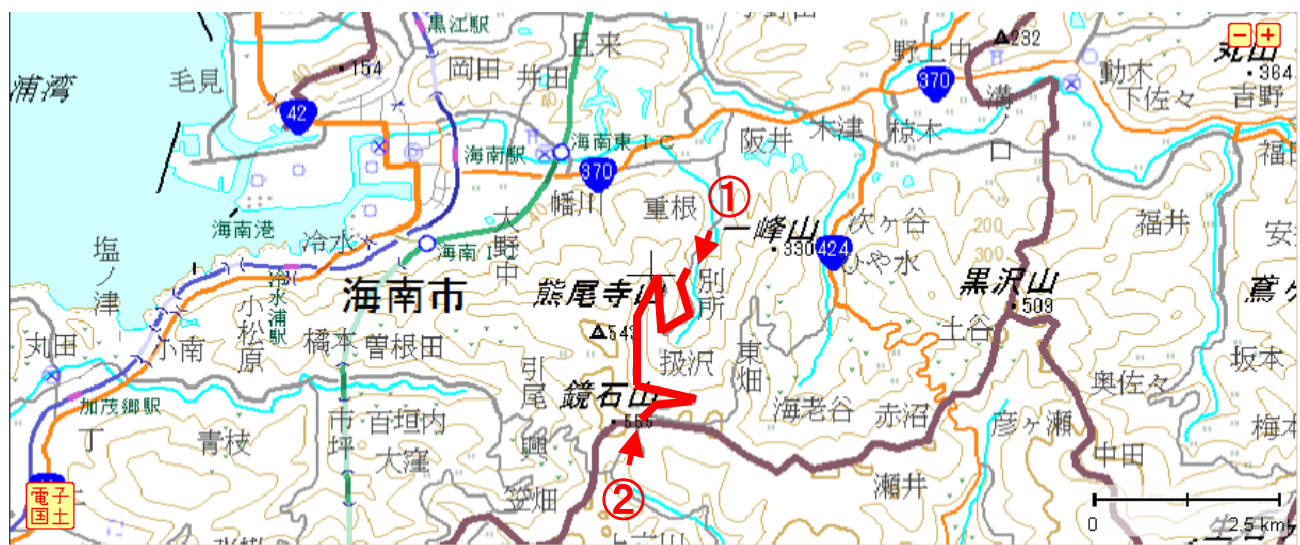 黒江駅
且来
野上中
232
丸山
364
浦湾
毛見
154
岡田
井田
370
動木
下佐々
吉野
42
溝ノ口
阪井
木津
椋本
海南駅
海南東IC
370
福田
幡川
重根
①
一峰山
330
次ヶ谷
200
福井
海南港
冷水
海南IC
大野中
424
ひや水
300
塩ノ津
別所
黒沢山
509
冷水浦駅
海南市
熊尾寺山
土谷
小松原
丸田
小南
橋本
曽根田
543
扱沢
東畑
坂本
引尾
鏡石山
555
奥佐々
加茂郷駅
丁
市坪
百垣内
海老谷
赤沼
彦ヶ瀬
梅本
青枝
大窪
興
中田
笠畑
②
瀬井
電子国土
0
2.5 km